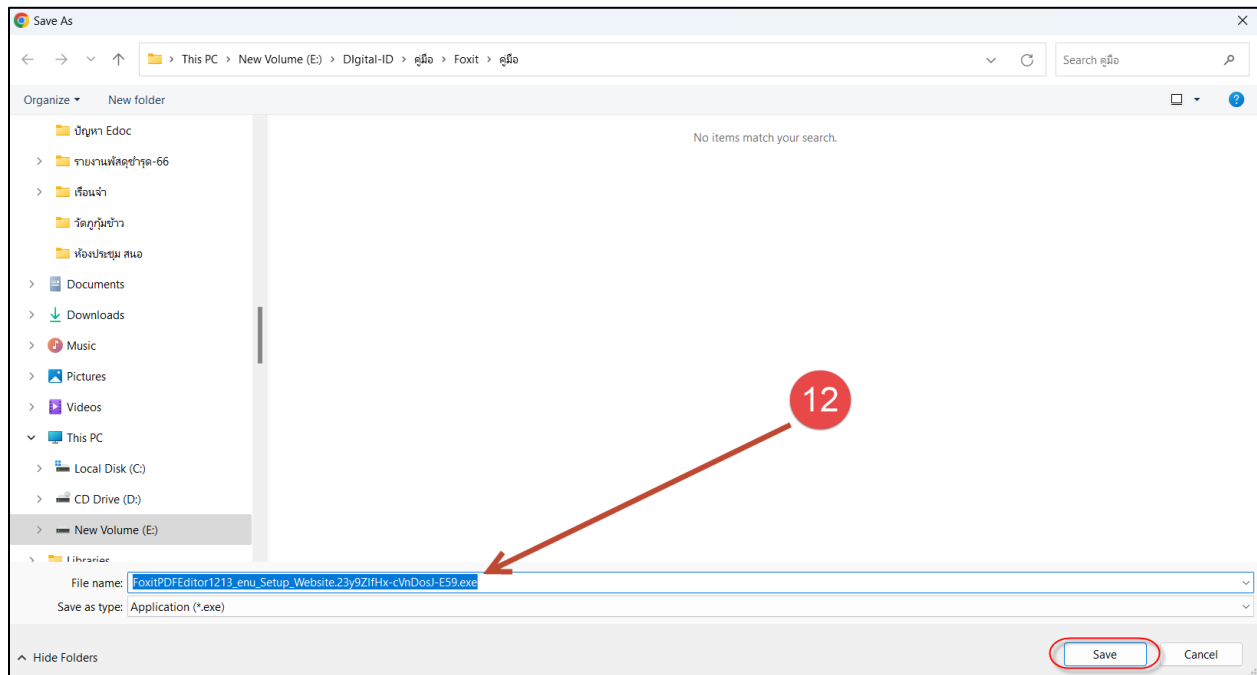 Save As
This PC > New Volume (E:) > DIgital-ID > คู่มือ > Foxit > คู่มือ
Search คู่มือ
Organize
New folder
No items match your search.
ปัญหา Edoc
รายงานพัสดุชำรุด-66
เรือนจำ
วัดภูกุ้มข้าว
ห้องประชุม สนอ
Documents
Downloads
Music
Pictures
Videos
This PC
Local Disk (C:)
CD Drive (D:)
New Volume (E:)
Libraries
12
File name: FoxitPDFEditor1213_enu_Setup_Website.23y9ZIfHx-cVnDosJ-E59.exe
Save as type: Application (*.exe)
Hide Folders
Save
Cancel